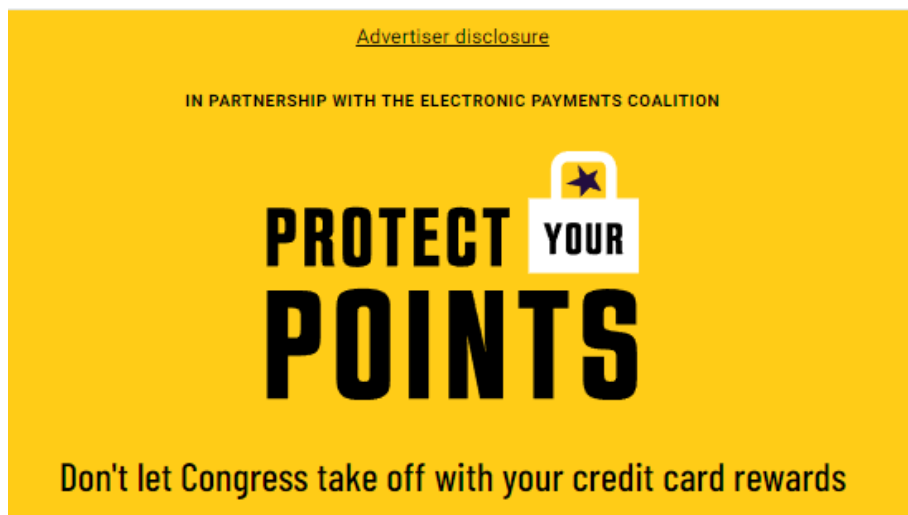 Advertiser disclosure
IN PARTNERSHIP WITH THE ELECTRONIC PAYMENTS COALITION
PROTECT YOUR
POINTS
Don't let Congress take off with your credit card rewards